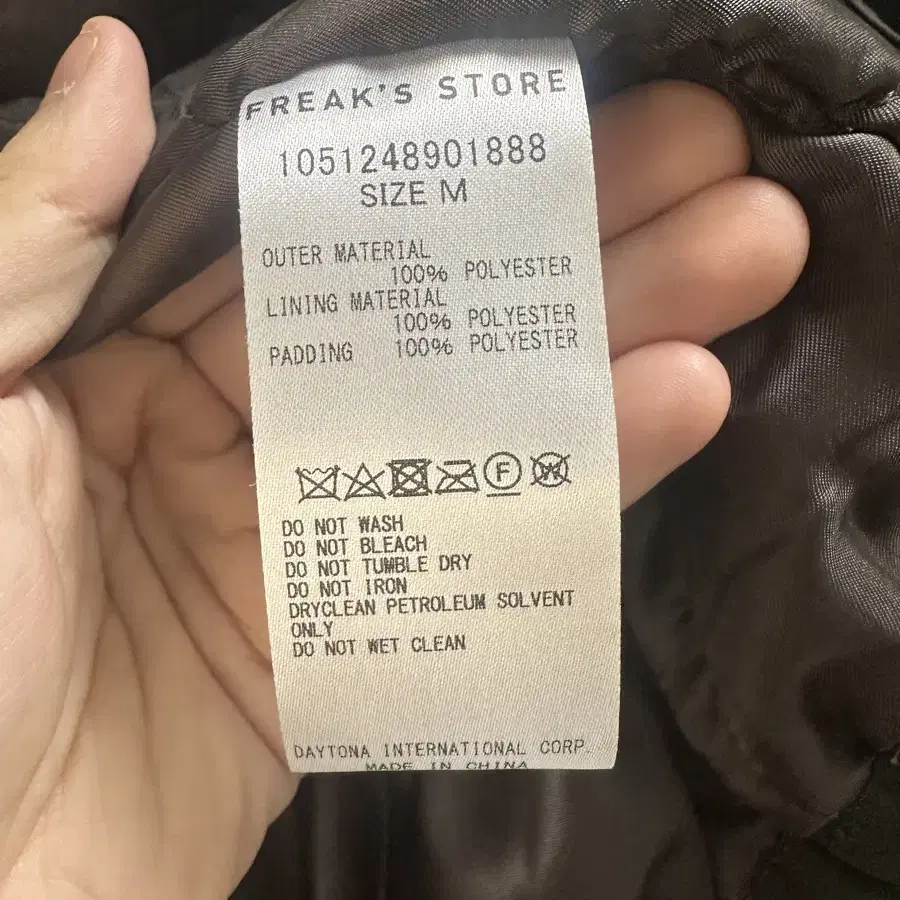 FREAK'S STORE
1051248901888
SIZE M
OUTER MATERIAL
100% POLYESTER
LINING MATERIAL
100% POLYESTER
PADDING 100% POLYESTER
F W
DO NOT WASH
DO NOT BLEACH
DO NOT TUMBLE DRY
DO NOT IRON
DRYCLEAN PETROLEUM SOLVENT
ONLY
DO NOT WET CLEAN
DAYTONA INTERNATIONAL CORP.
MADE IN CHINA